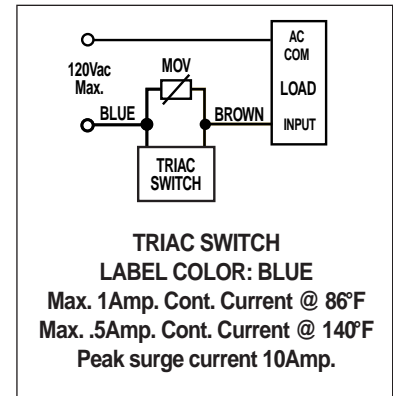 120Vac
Max.
MOV
AC
COM
LOAD
INPUT
BLUE
BROWN
TRIAC
SWITCH
TRIAC SWITCH
LABEL COLOR: BLUE
Max. 1Amp. Cont. Current @ 86°F
Max. .5Amp. Cont. Current @ 140°F
Peak surge current 10Amp.